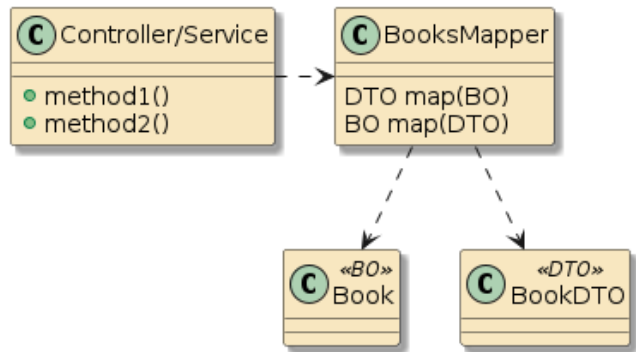 C Controller/Service
method1()
method2()
C BooksMapper
DTO map(BO)
BO map(DTO)
C «BO»
Book
C «DTO»
BookDTO